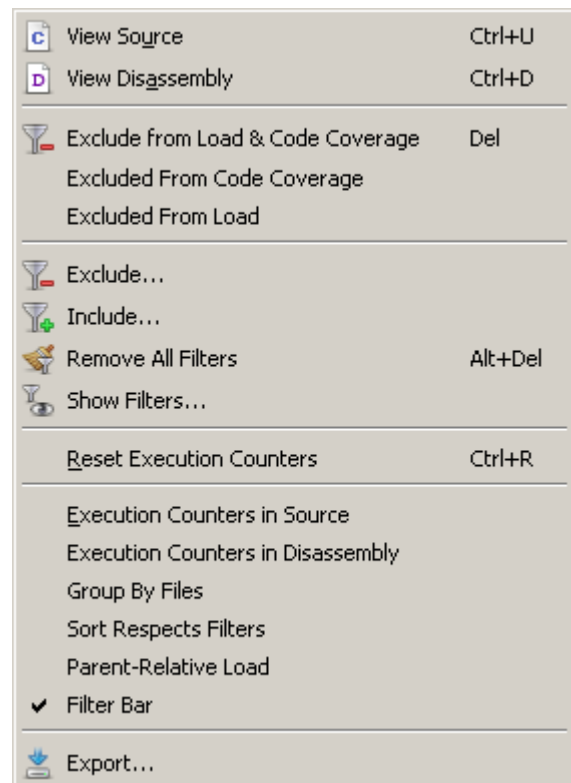 C View Source Ctrl+U
D View Disassembly Ctrl+D
Exclude from Load & Code Coverage Del
Excluded From Code Coverage
Excluded From Load
Exclude...
Include...
Remove All Filters Alt+Del
Show Filters...
Reset Execution Counters Ctrl+R
Execution Counters in Source
Execution Counters in Disassembly
Group By Files
Sort Respects Filters
Parent-Relative Load
Filter Bar
Export...